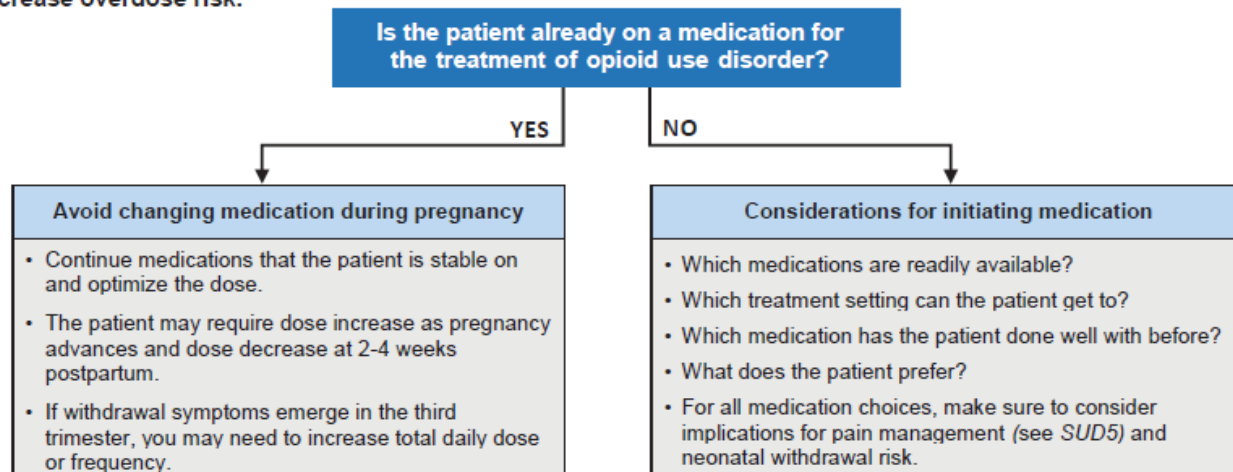 crease overdose risk.
Is the patient already on a medication for
the treatment of opioid use disorder?
YES
NO
Avoid changing medication during pregnancy
• Continue medications that the patient is stable on
and optimize the dose.
• The patient may require dose increase as pregnancy
advances and dose decrease at 2-4 weeks
postpartum.
• If withdrawal symptoms emerge in the third
trimester, you may need to increase total daily dose
or frequency.
Considerations for initiating medication
• Which medications are readily available?
• Which treatment setting can the patient get to?
• Which medication has the patient done well with before?
• What does the patient prefer?
• For all medication choices, make sure to consider
implications for pain management (see SUD5) and
neonatal withdrawal risk.